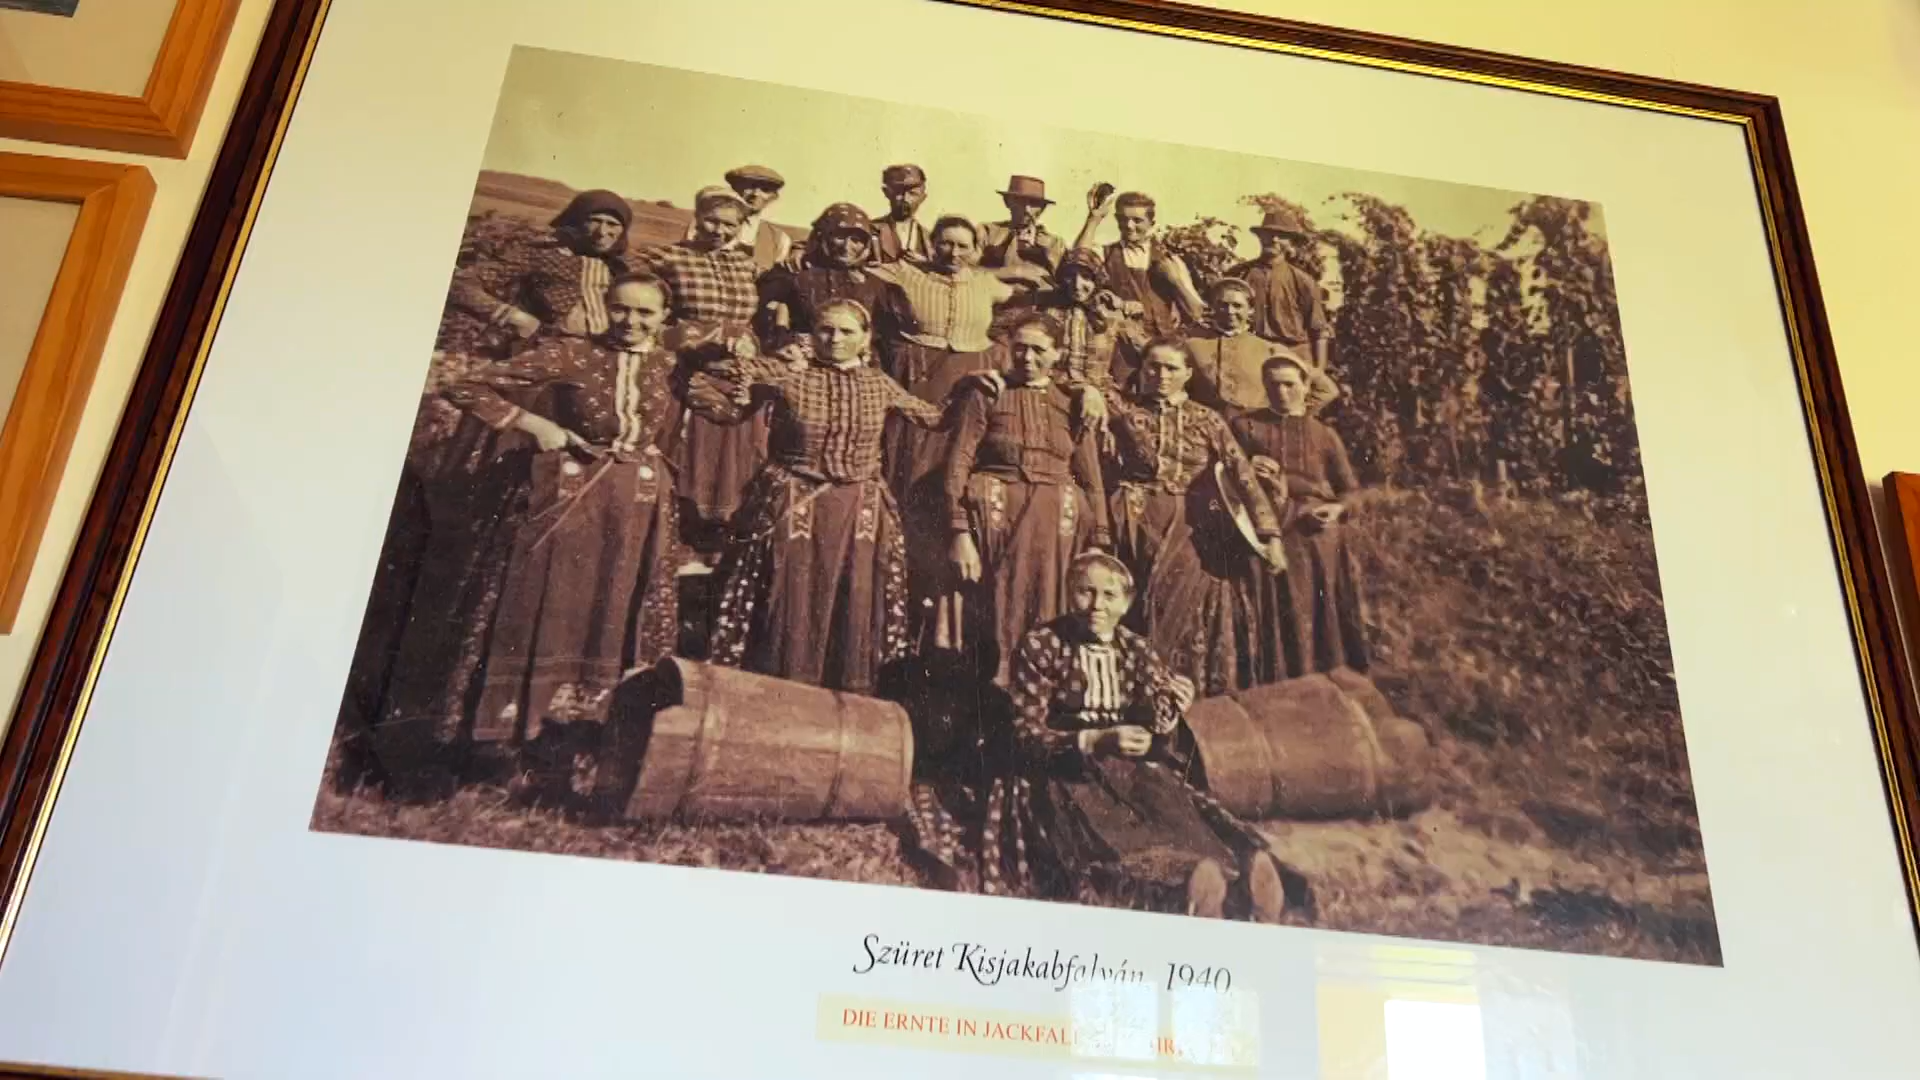 Szüret Kisjakabfalván, 1940.
DIE ERNTE IN JACKFALL